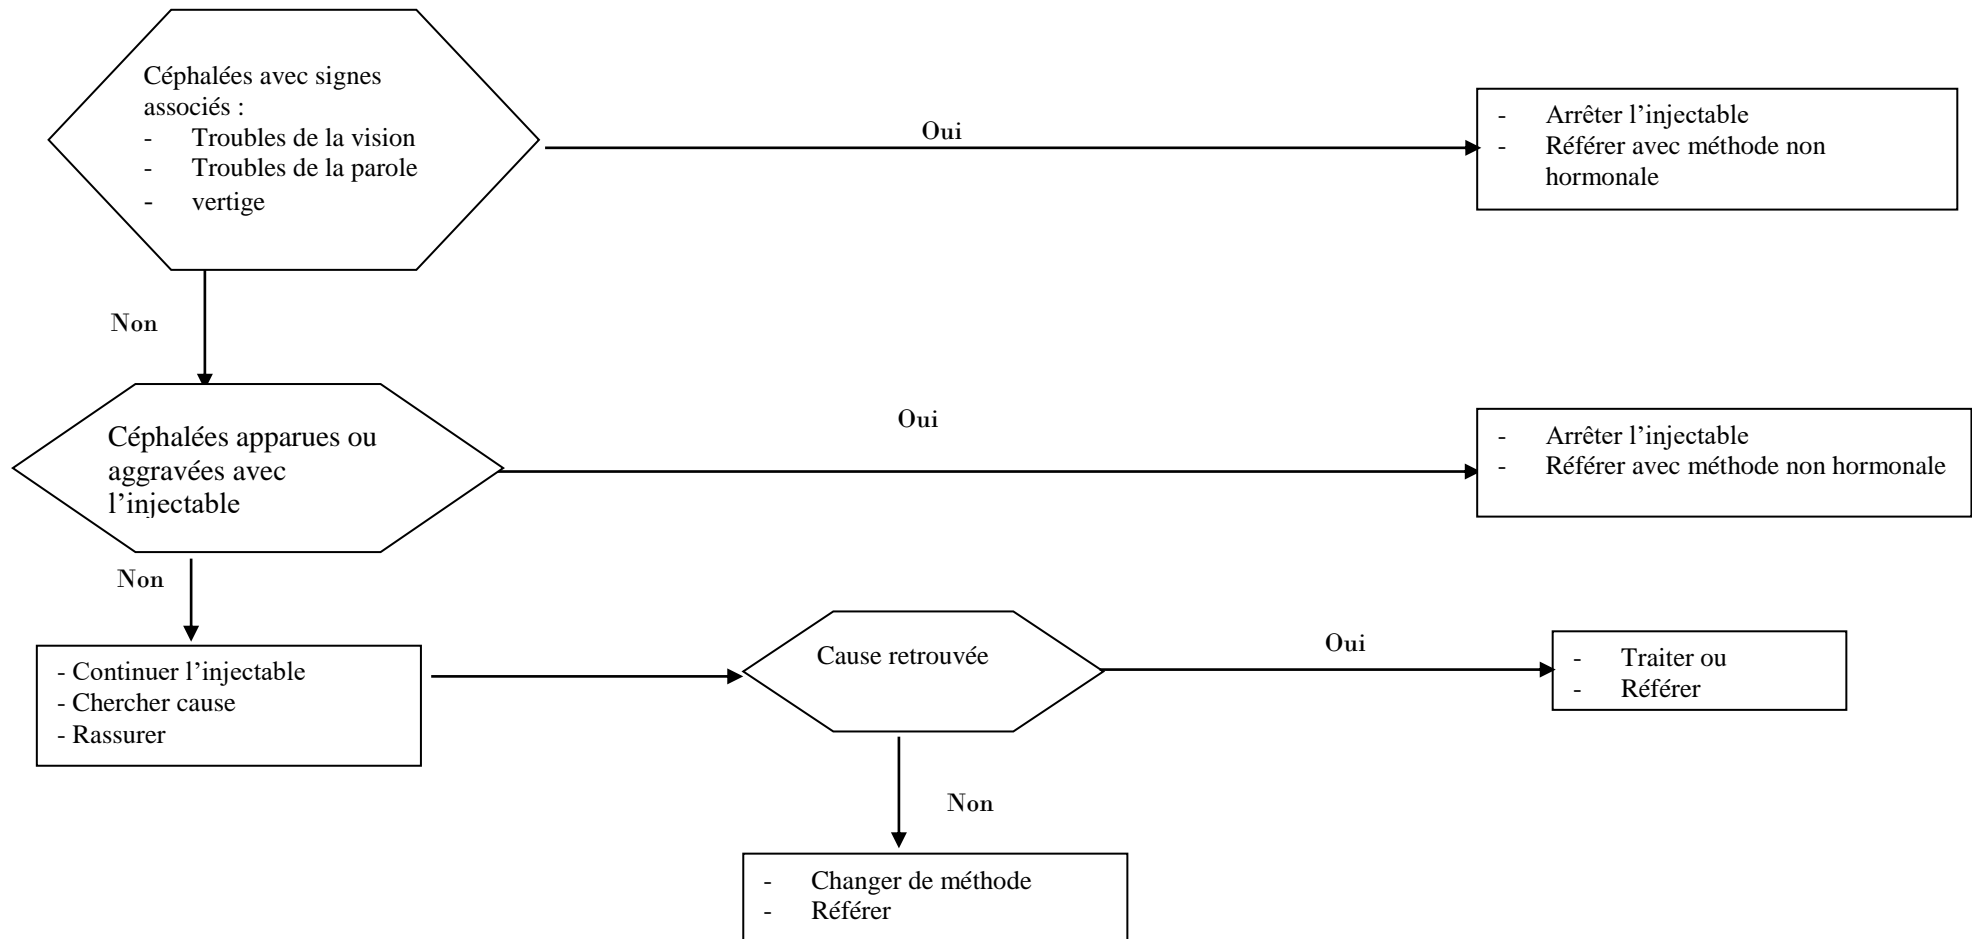 Céphalées avec signes
associés :
- Troubles de la vision
- Troubles de la parole
- vertige
Oui
- Arrêter l’injectable
- Référer avec méthode non
hormonale
Non
Céphalées apparues ou
aggravées avec
l’injectable
Oui
- Arrêter l’injectable
- Référer avec méthode non hormonale
Non
- Continuer l’injectable
- Chercher cause
- Rassurer
Cause retrouvée
Oui
- Traiter ou
- Référer
Non
- Changer de méthode
- Référer